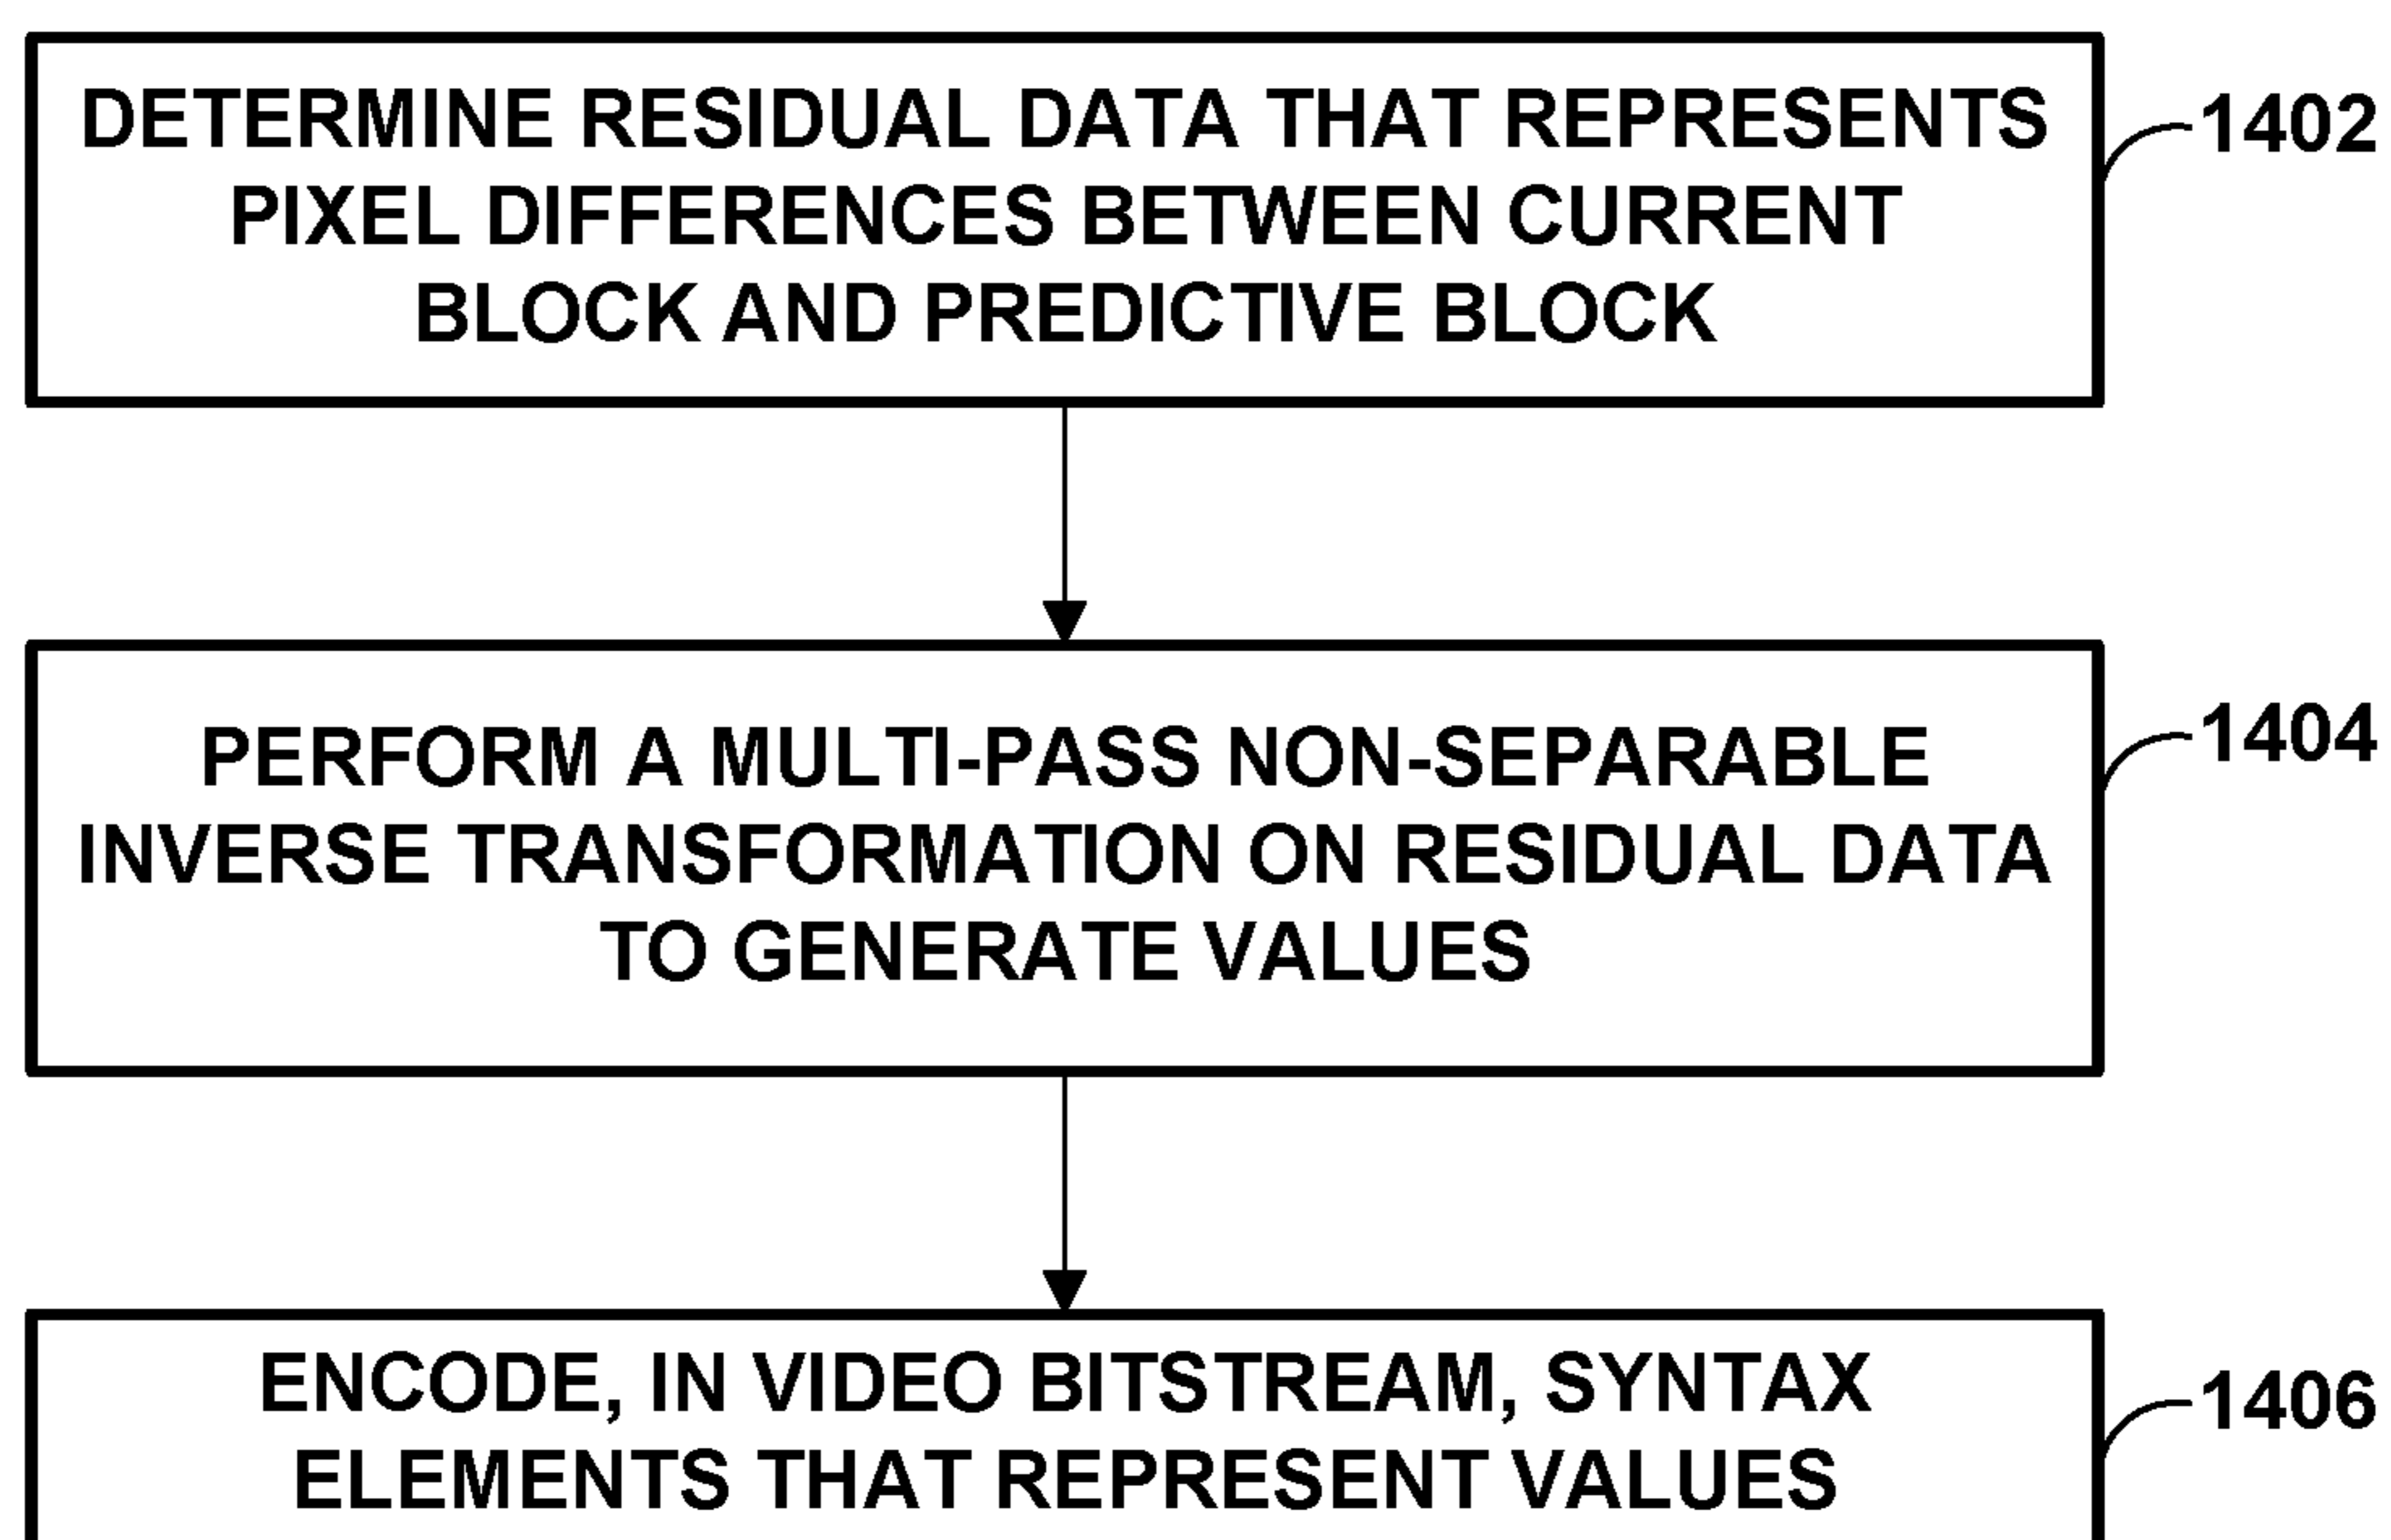 DETERMINE RESIDUAL DATA THAT REPRESENTS
PIXEL DIFFERENCES BETWEEN CURRENT
BLOCK AND PREDICTIVE BLOCK
1402
PERFORM A MULTI-PASS NON-SEPARABLE
INVERSE TRANSFORMATION ON RESIDUAL DATA
TO GENERATE VALUES
1404
ENCODE, IN VIDEO BITSTREAM, SYNTAX
ELEMENTS THAT REPRESENT VALUES
1406